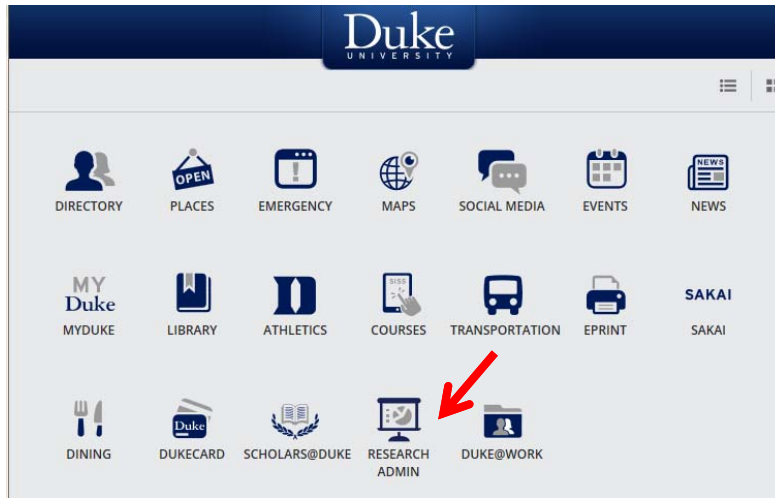 Duke
UNIVERSITY
OPEN
NEWS
DIRECTORY PLACES EMERGENCY MAPS SOCIAL MEDIA EVENTS NEWS
MY
Duke
SISS
SAKAI
MYDUKE LIBRARY ATHLETICS COURSES TRANSPORTATION EPRINT SAKAI
Duke
DINING DUKECARD SCHOLARS@DUKE RESEARCH ADMIN DUKE@WORK